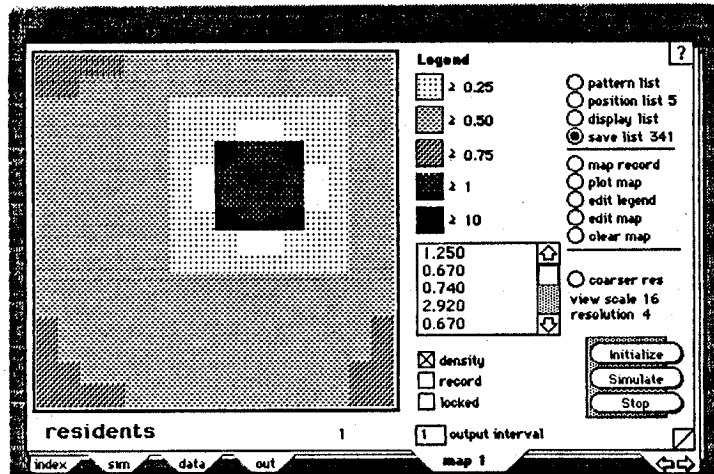 ?
Legend
≥ 0.25
≥ 0.50
≥ 0.75
≥ 1
≥ 10
pattern list
position list 5
display list
save list 341
map record
plot map
edit legend
edit map
clear map
1.250
0.670
0.740
2.920
0.670
coarser res
view scale 16
resolution 4
density
record
locked
Initialize
Simulate
Stop
residents 1
1 output interval
index sim data out map 1